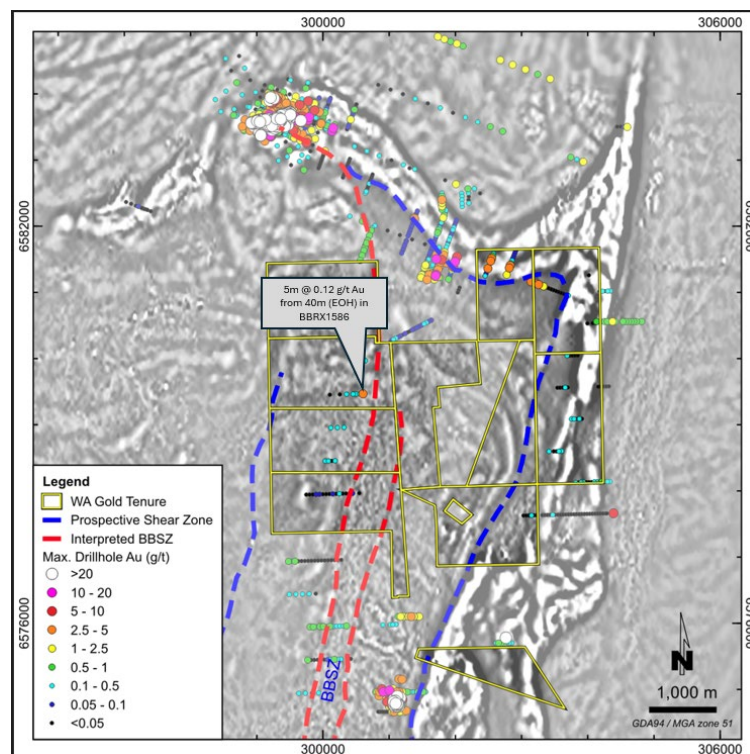 300000
306000
6582000
6582000
5m @ 0.12 g/t Au
from 40m (EOH) in
BBRX1586
Legend
WA Gold Tenure
Prospective Shear Zone
Interpreted BBSZ
Max. Drillhole Au (g/t)
>20
10 - 20
5 - 10
2.5 - 5
1 - 2.5
0.5 - 1
0.1 - 0.5
0.05 - 0.1
<0.05
6576000
6576000
BBSZ
N
1,000 m
GDA94 / MGA zone 51
300000
306000